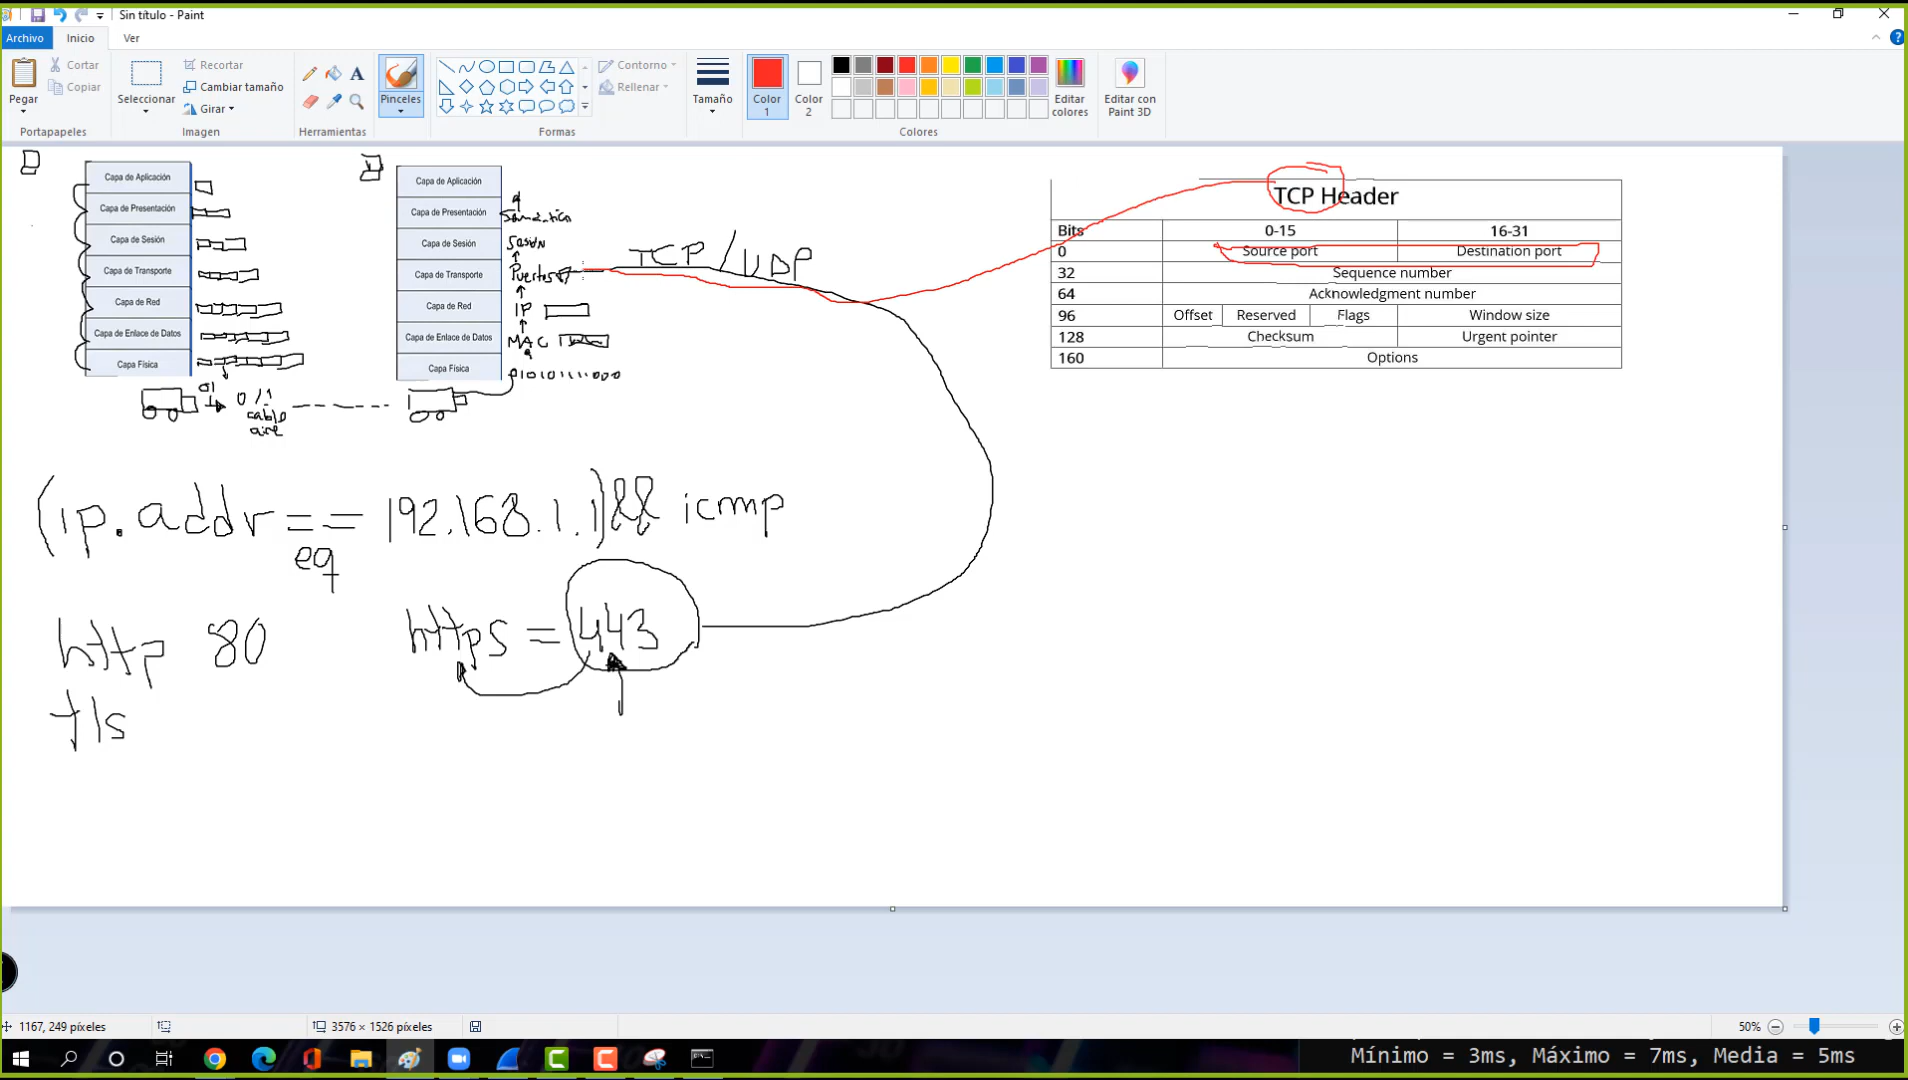 Sin título - Paint
Archivo Inicio Ver
Pegar
Cortar
Copiar
Portapapeles
Seleccionar
Recortar
Cambiar tamaño
Girar
Imagen
Herramientas
Pinceles
Contorno
Rellenar
Formas
Tamaño
Color 1
Color 2
Editar colores
Editar con Paint 3D
Colores
Capa de Aplicación
Capa de Presentación
Capa de Sesión
Capa de Transporte
Capa de Red
Capa de Enlace de Datos
Capa Física
01
0/1
cable
aire
Capa de Aplicación
Capa de Presentación
Capa de Sesión
Capa de Transporte
Capa de Red
Capa de Enlace de Datos
Capa Física
Semántica
Sesión
Puertos
IP
MAC
TCP/UDP
TCP Header
Bits 0-15 16-31
0 Source port Destination port
32 Sequence number
64 Acknowledgment number
96 Offset Reserved Flags Window size
128 Checksum Urgent pointer
160 Options
(ip.addr == 192.168.1.1)&& icmp
eq
http 80
https = 443
tls
1167, 249 píxeles
3576 × 1526 píxeles
50%
Mínimo = 3ms, Máximo = 7ms, Media = 5ms